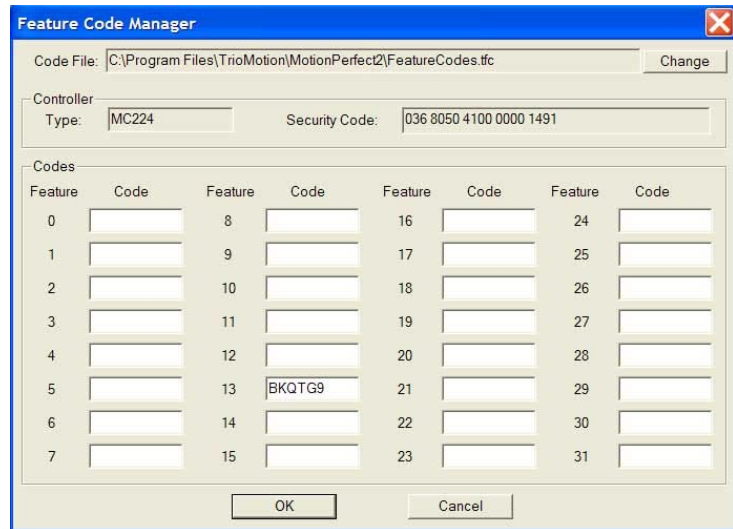 Feature Code Manager
Code File: C:\Program Files\TrioMotion\MotionPerfect2\FeatureCodes.tfc Change
Controller
Type: MC224 Security Code: 036 8050 4100 0000 1491
Codes
Feature Code Feature Code Feature Code Feature Code
0 8 16 24
1 9 17 25
2 10 18 26
3 11 19 27
4 12 20 28
5 13 BKQTG9 21 29
6 14 22 30
7 15 23 31
OK Cancel